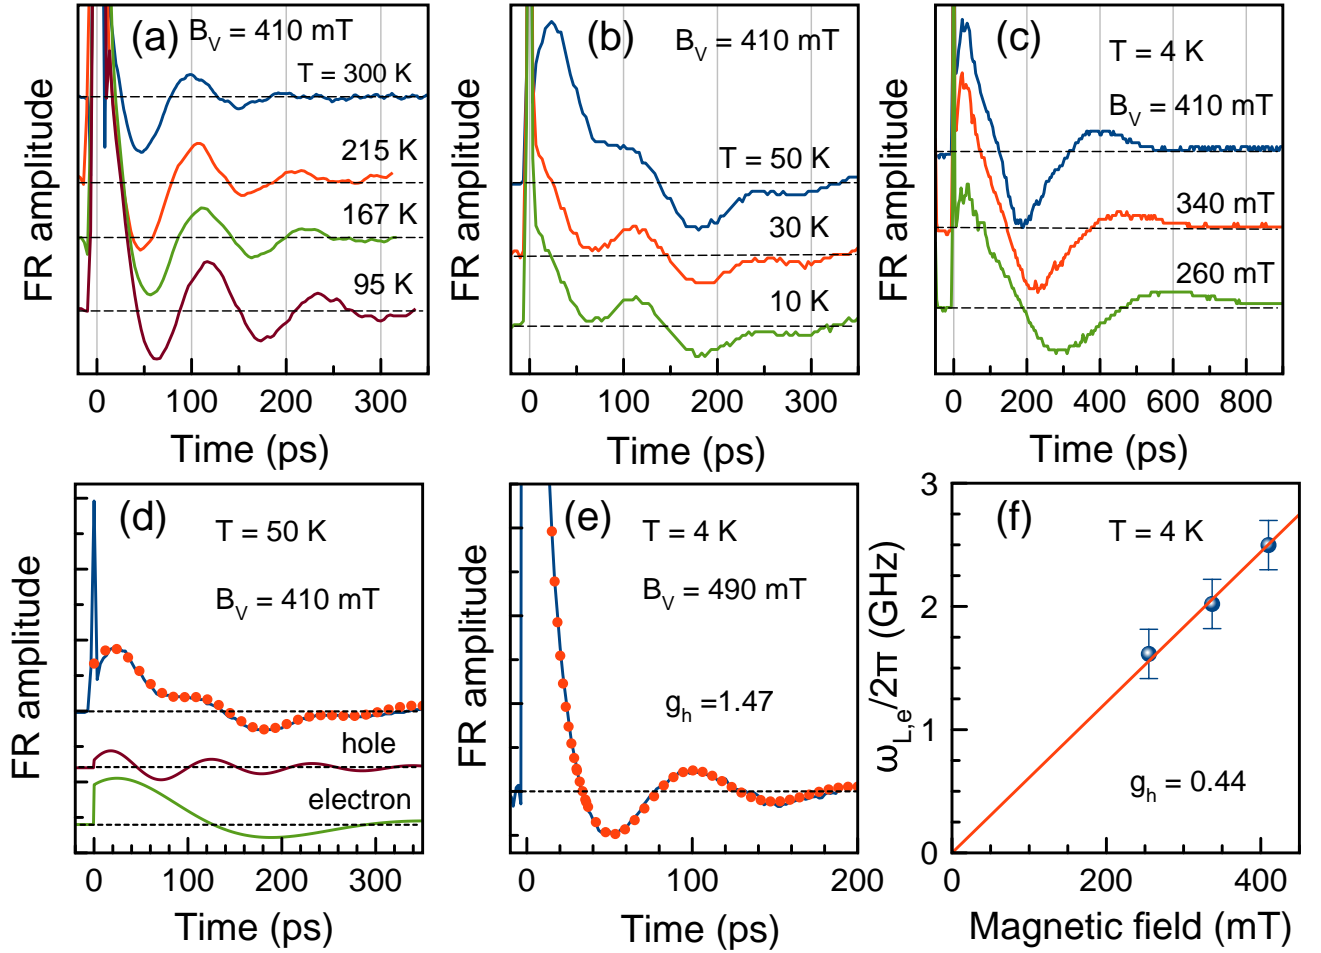 (a) B_V = 410 mT
T = 300 K
215 K
167 K
95 K
FR amplitude
0 100 200 300
Time (ps)
(b) B_V = 410 mT
T = 50 K
30 K
10 K
FR amplitude
0 100 200 300
Time (ps)
(c) T = 4 K
B_V = 410 mT
340 mT
260 mT
FR amplitude
0 200 400 600 800
Time (ps)
(d) T = 50 K
B_V = 410 mT
hole
electron
FR amplitude
0 100 200 300
Time (ps)
(e) T = 4 K
B_V = 490 mT
g_h =1.47
FR amplitude
0 100 200
Time (ps)
(f) T = 4 K
g_h = 0.44
ω_L,e/2π (GHz)
3
2
1
0
0 200 400
Magnetic field (mT)